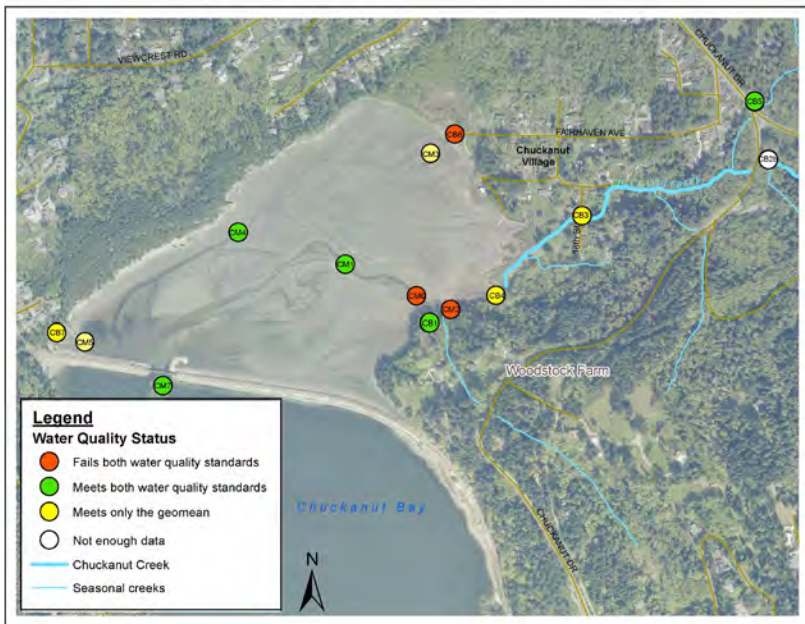 VIEWCREST RD
CHUCKANUT DR
CB5
CB6
FAIRHAVEN AVE
CM3
Chuckanut
Village
CB2b
CB3
CM4
CM1
CB4
CB1
CB7
CM5
CM7
Woodstock Farm
Legend
Water Quality Status
Fails both water quality standards
Meets both water quality standards
Meets only the geomean
Not enough data
Chuckanut Creek
Seasonal creeks
Chuckanut Bay
N
CHUCKANUT DR